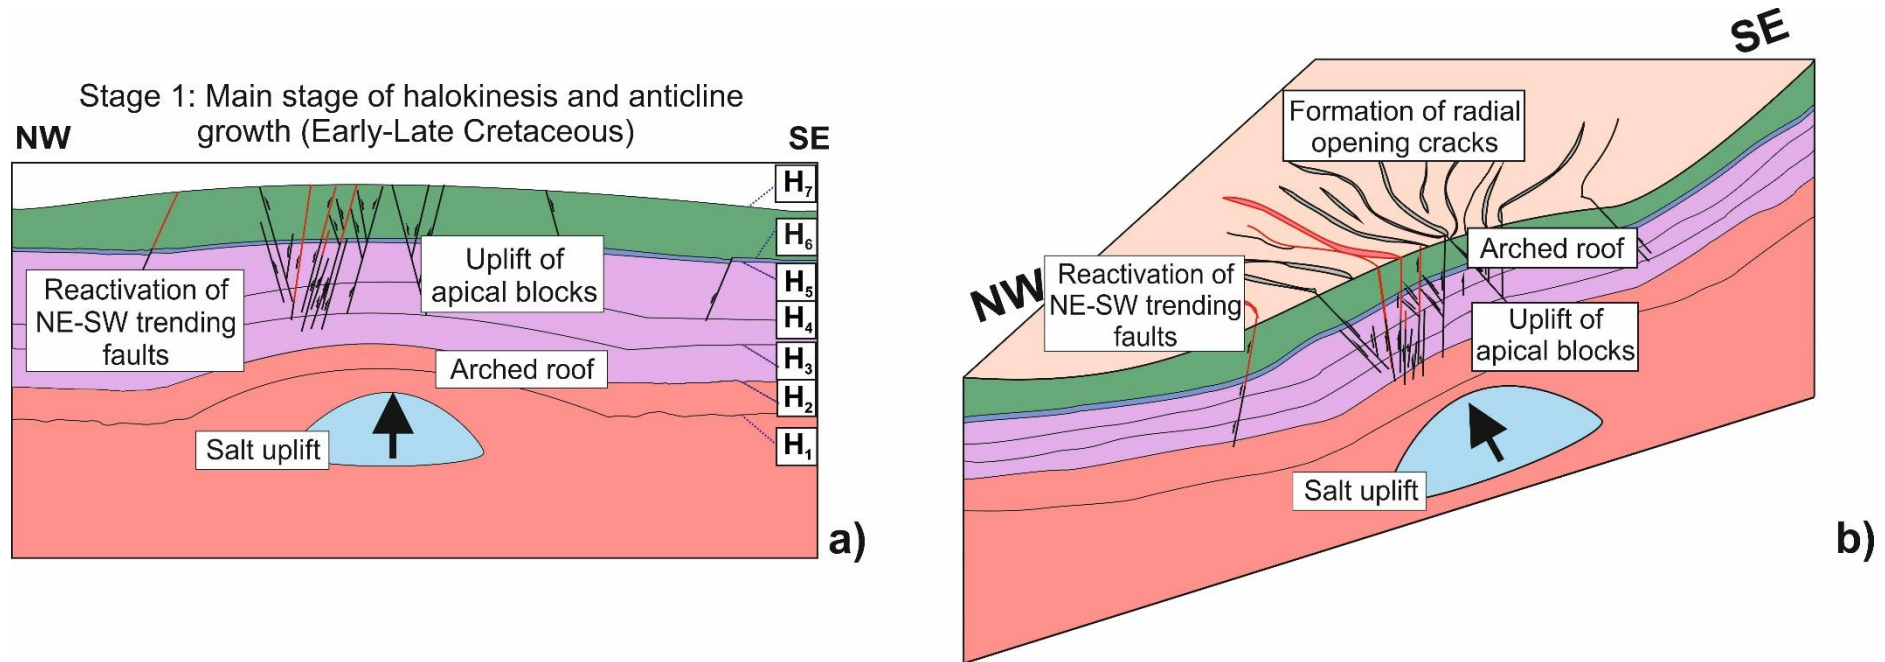 Stage 1: Main stage of halokinesis and anticline
growth (Early-Late Cretaceous)
NW
SE
H7
H6
H5
H4
H3
H2
H1
Reactivation of
NE-SW trending
faults
Uplift of
apical blocks
Arched roof
Salt uplift
a)
SE
Formation of radial
opening cracks
NW
Reactivation of
NE-SW trending
faults
Arched roof
Uplift of
apical blocks
Salt uplift
b)